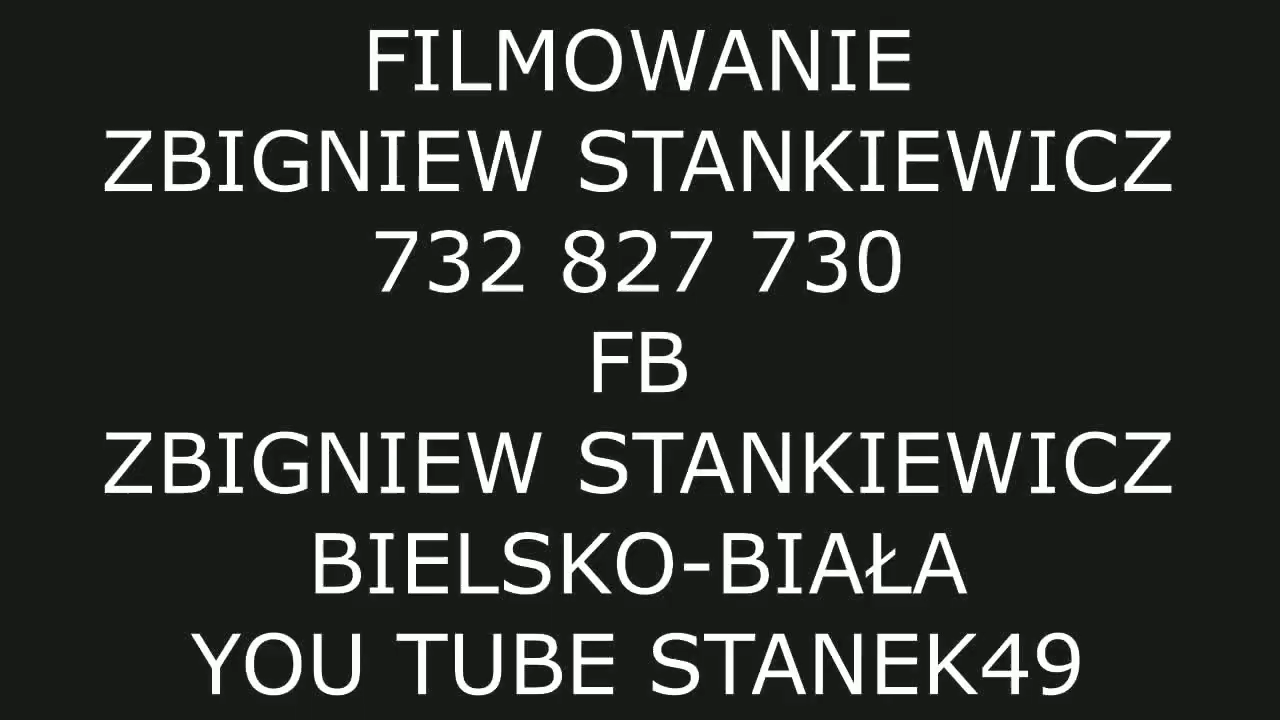 FILMOWANIE
ZBIGNIEW STANKIEWICZ
732 827 730
FB
ZBIGNIEW STANKIEWICZ
BIELSKO-BIAŁA
YOU TUBE STANEK49